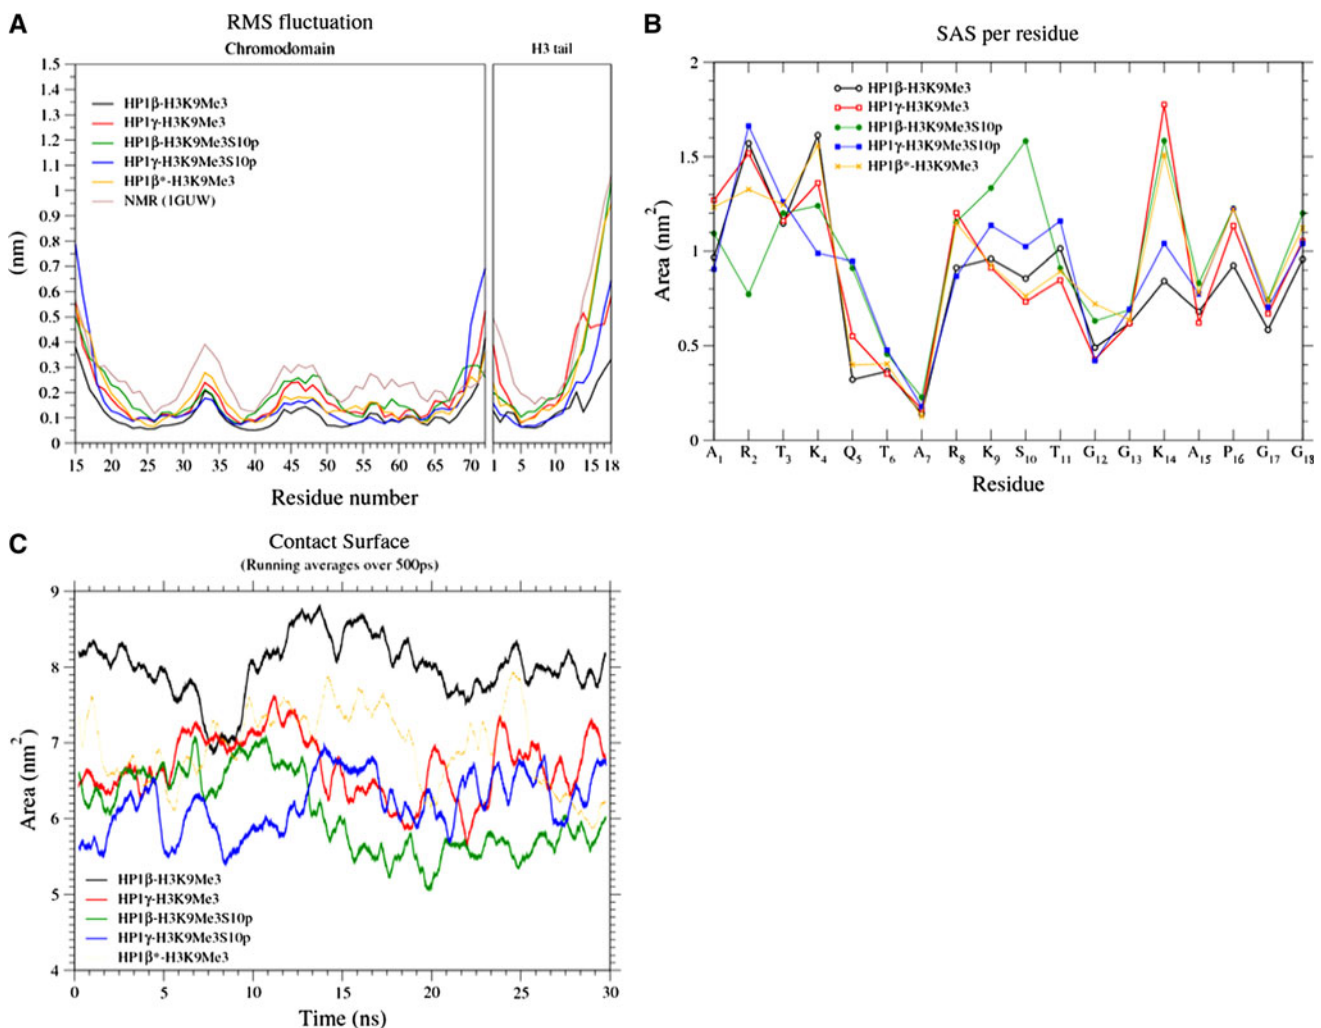 A
RMS fluctuation
Chromodomain
H3 tail
(nm)
1.5
1.4
1.3
1.2
1.1
1
0.9
0.8
0.7
0.6
0.5
0.4
0.3
0.2
0.1
0
HP1β-H3K9Me3
HP1γ-H3K9Me3
HP1β-H3K9Me3S10p
HP1γ-H3K9Me3S10p
HP1β*-H3K9Me3
NMR (1GUW)
15 20 25 30 35 40 45 50 55 60 65 70 1 5 10 15 18
Residue number
B
SAS per residue
Area (nm²)
2
1.5
1
0.5
0
HP1β-H3K9Me3
HP1γ-H3K9Me3
HP1β-H3K9Me3S10p
HP1γ-H3K9Me3S10p
HP1β*-H3K9Me3
A₁ R₂ T₃ K₄ Q₅ T₆ A₇ R₈ K₉ S₁₀ T₁₁ G₁₂ G₁₃ K₁₄ A₁₅ P₁₆ G₁₇ G₁₈
Residue
C
Contact Surface
(Running averages over 500ps)
Area (nm²)
9
8
7
6
5
4
HP1β-H3K9Me3
HP1γ-H3K9Me3
HP1β-H3K9Me3S10p
HP1γ-H3K9Me3S10p
HP1β*-H3K9Me3
0 5 10 15 20 25 30
Time (ns)